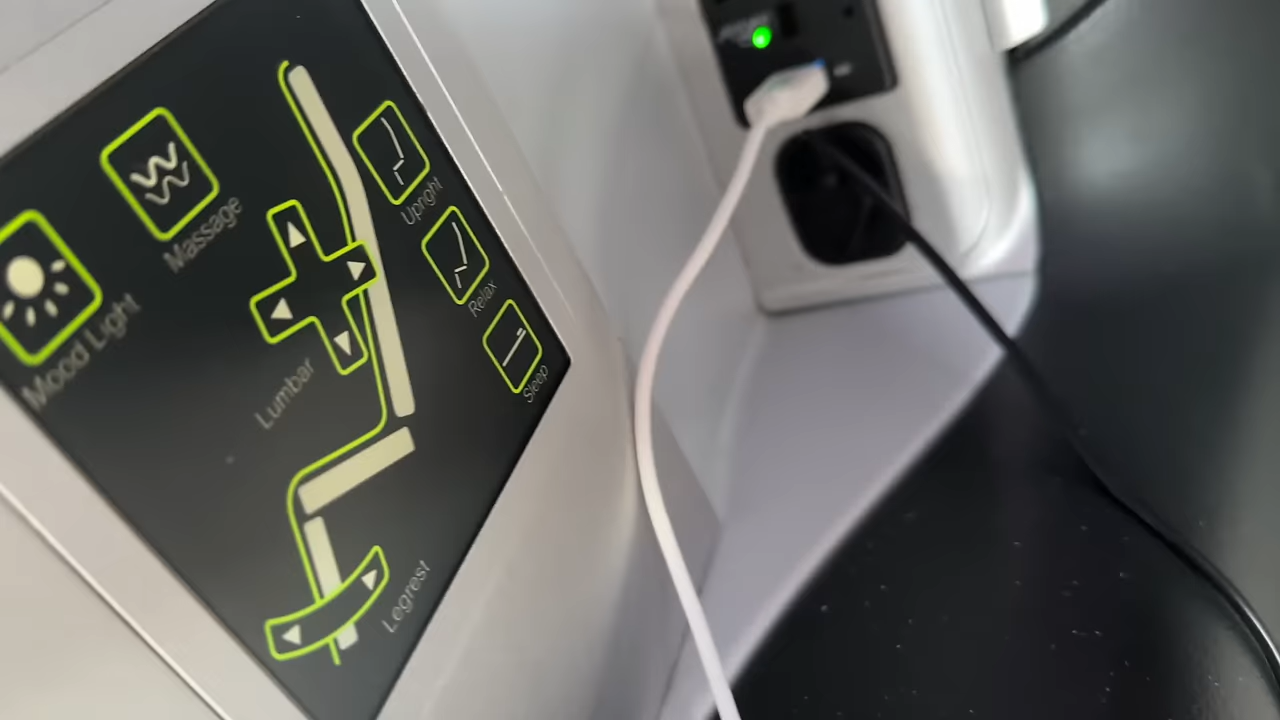 Mood Light
Massage
Lumbar
Upright
Relax
Sleep
Legrest